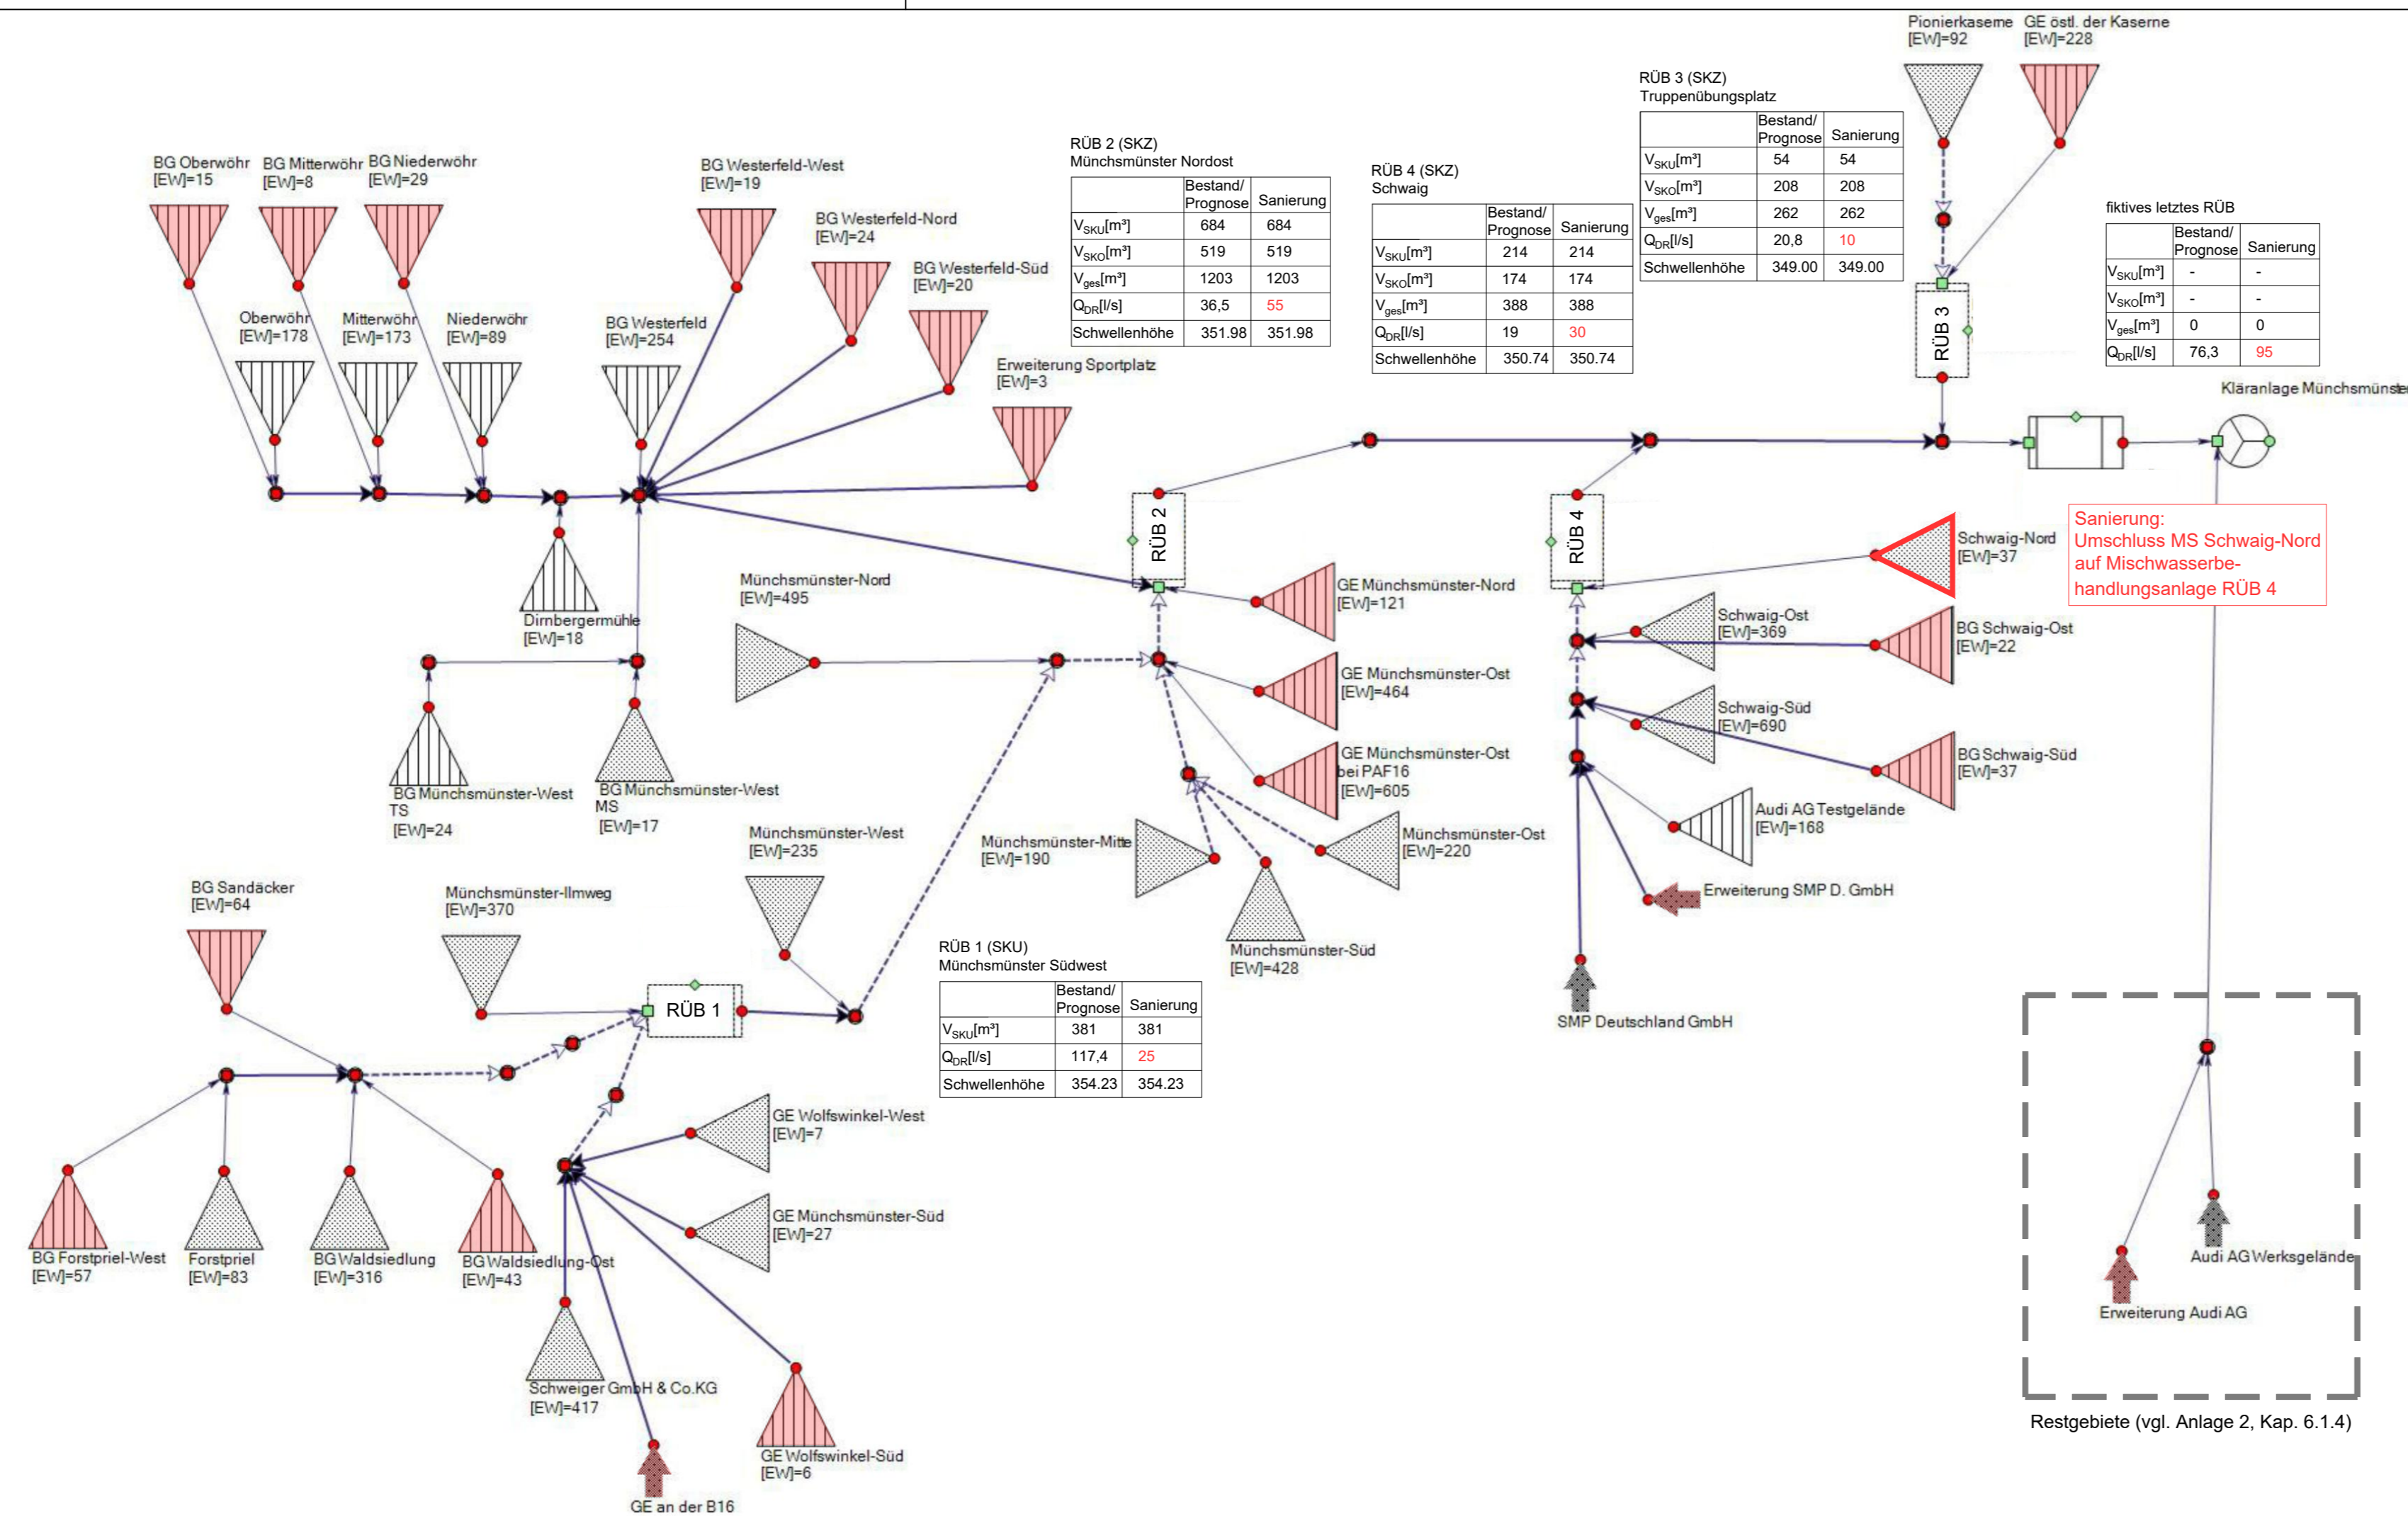 Pionierkaserne
[EW]=92
GE östl. der Kaserne
[EW]=228
RÜB 3 (SKZ)
Truppenübungsplatz
Bestand/
Prognose
Sanierung
VSKU[m³] 54 54
VSKO[m³] 208 208
Vges[m³] 262 262
QDR[l/s] 20,8 10
Schwellenhöhe 349.00 349.00
RÜB 2 (SKZ)
Münchsmünster Nordost
Bestand/
Prognose
Sanierung
VSKU[m³] 684 684
VSKO[m³] 519 519
Vges[m³] 1203 1203
QDR[l/s] 36,5 55
Schwellenhöhe 351.98 351.98
RÜB 4 (SKZ)
Schwaig
Bestand/
Prognose
Sanierung
VSKU[m³] 214 214
VSKO[m³] 174 174
Vges[m³] 388 388
QDR[l/s] 19 30
Schwellenhöhe 350.74 350.74
fiktives letztes RÜB
Bestand/
Prognose
Sanierung
VSKU[m³] - -
VSKO[m³] - -
Vges[m³] 0 0
QDR[l/s] 76,3 95
BG Oberwöhr
[EW]=15
BG Mitterwöhr
[EW]=8
BG Niederwöhr
[EW]=29
BG Westerfeld-West
[EW]=19
BG Westerfeld-Nord
[EW]=24
BG Westerfeld-Süd
[EW]=20
Erweiterung Sportplatz
[EW]=3
Oberwöhr
[EW]=178
Mitterwöhr
[EW]=173
Niederwöhr
[EW]=89
BG Westerfeld
[EW]=254
RÜB 3
Kläranlage Münchsmünster
RÜB 2
RÜB 4
Schwaig-Nord
[EW]=37
Sanierung:
Umschluss MS Schwaig-Nord
auf Mischwasserbe-
handlungsanlage RÜB 4
Dirnbergermühle
[EW]=18
Münchsmünster-Nord
[EW]=495
GE Münchsmünster-Nord
[EW]=121
Schwaig-Ost
[EW]=369
BG Schwaig-Ost
[EW]=22
GE Münchsmünster-Ost
[EW]=464
Schwaig-Süd
[EW]=690
BG Schwaig-Süd
[EW]=37
GE Münchsmünster-Ost
bei PAF16
[EW]=605
BG Münchsmünster-West
TS
[EW]=24
BG Münchsmünster-West
MS
[EW]=17
Audi AG Testgelände
[EW]=168
Münchsmünster-West
[EW]=235
Münchsmünster-Mitte
[EW]=190
Münchsmünster-Ost
[EW]=220
Erweiterung SMP D. GmbH
BG Sandäcker
[EW]=64
Münchsmünster-Ilmweg
[EW]=370
Münchsmünster-Süd
[EW]=428
RÜB 1 (SKU)
Münchsmünster Südwest
Bestand/
Prognose
Sanierung
VSKU[m³] 381 381
QDR[l/s] 117,4 25
Schwellenhöhe 354.23 354.23
RÜB 1
SMP Deutschland GmbH
GE Wolfswinkel-West
[EW]=7
GE Münchsmünster-Süd
[EW]=27
BG Forstpriel-West
[EW]=57
Forstpriel
[EW]=83
BG Waldsiedlung
[EW]=316
BG Waldsiedlung-Ost
[EW]=43
Audi AG Werksgelände
Erweiterung Audi AG
Schweiger GmbH & Co.KG
[EW]=417
GE Wolfswinkel-Süd
[EW]=6
GE an der B16
Restgebiete (vgl. Anlage 2, Kap. 6.1.4)